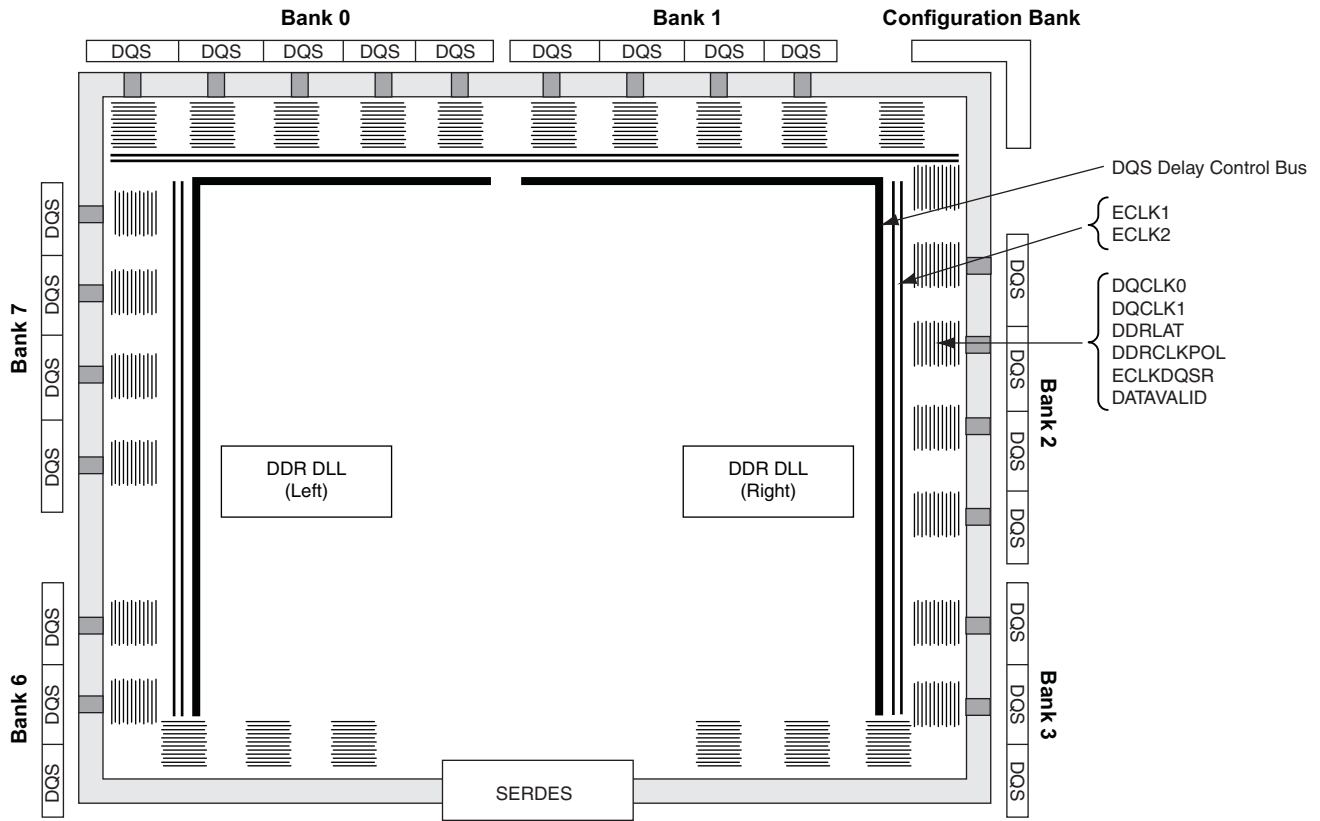 Bank 0
Bank 1
Configuration Bank
DQS DQS DQS DQS DQS
DQS DQS DQS DQS
DQS Delay Control Bus
ECLK1
ECLK2
DQCLK0
DQCLK1
DDRLAT
DDRCLKPOL
ECLKDQSR
DATAVALID
Bank 7
DQS
DQS
DQS
DQS
Bank 2
DQS
DQS
DQS
DQS
DDR DLL
(Left)
DDR DLL
(Right)
Bank 6
DQS
DQS
DQS
Bank 3
DQS
DQS
DQS
SERDES